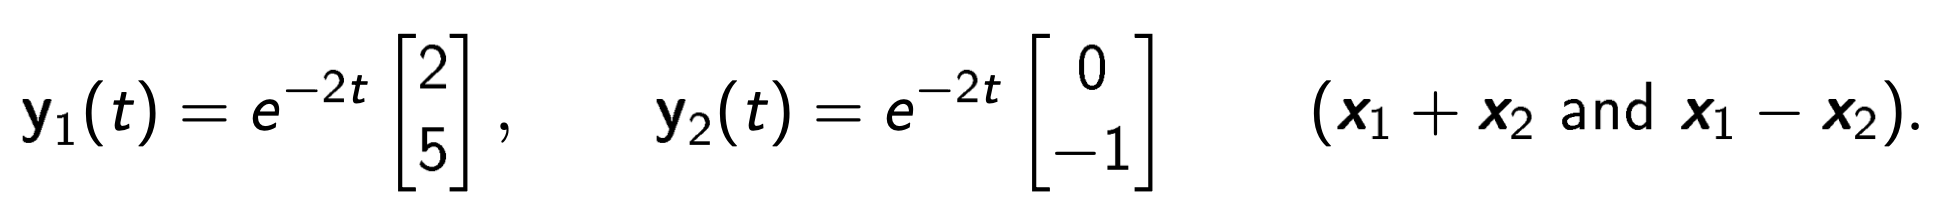 y₁(t) = e⁻²ᵗ [2 5], y₂(t) = e⁻²ᵗ [0 −1] (x₁ + x₂ and x₁ − x₂).